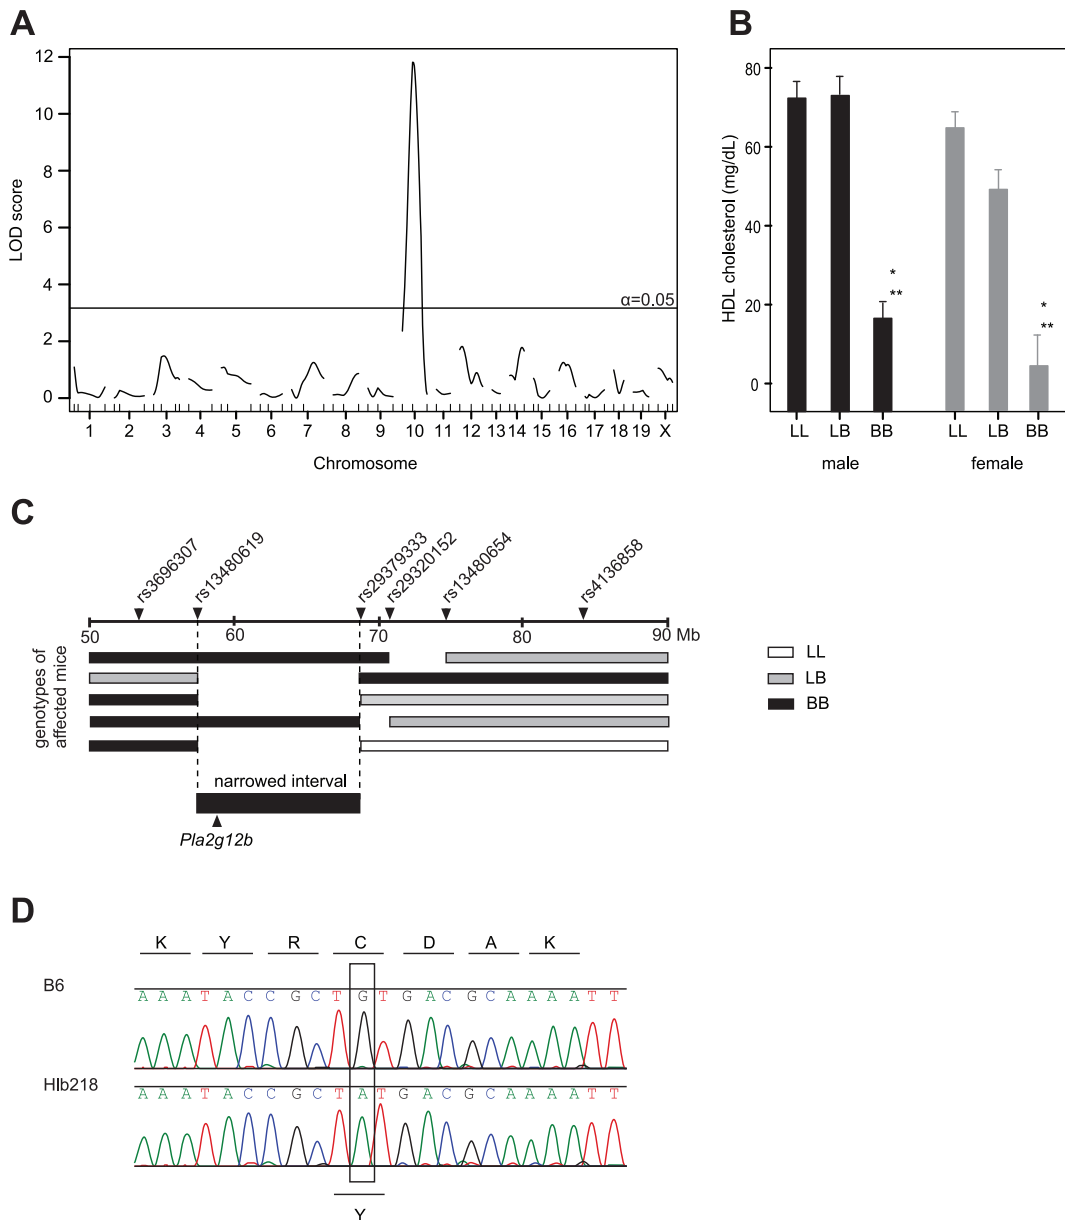 A
B
12
10
8
6
4
2
0
LOD score
α=0.05
1 2 3 4 5 6 7 8 9 10 11 12 13 14 15 16 17 18 19 X
Chromosome
80
60
40
20
0
HDL cholesterol (mg/dL)
*
**
*
**
LL LB BB LL LB BB
male female
C
rs3696307 rs13480619 rs29379333 rs29320152 rs13480654 rs4136858
50 60 70 80 90 Mb
genotypes of
affected mice
LL
LB
BB
narrowed interval
Pla2g12b
D
K Y R C D A K
B6
A A A T A C C G C T G T G A C G C A A A A T T
Hlb218
A A A T A C C G C T A T G A C G C A A A A T T
Y